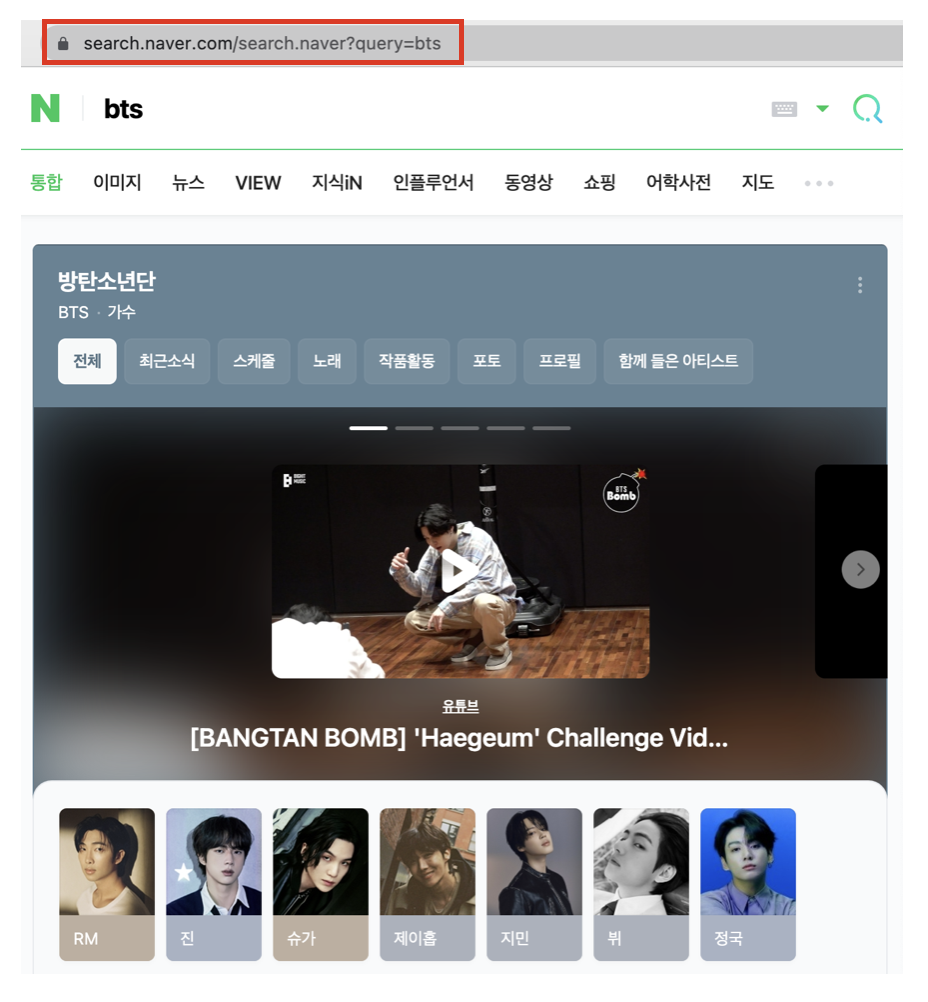 search.naver.com/search.naver?query=bts
N bts
통합 이미지 뉴스 VIEW 지식iN 인플루언서 동영상 쇼핑 어학사전 지도
방탄소년단
BTS · 가수
전체 최근소식 스케줄 노래 작품활동 포토 프로필 함께 들은 아티스트
BIGHIT MUSIC
BTS
Bomb
유튜브
[BANGTAN BOMB] 'Haegeum' Challenge Vid...
RM 진 슈가 제이홉 지민 뷔 정국